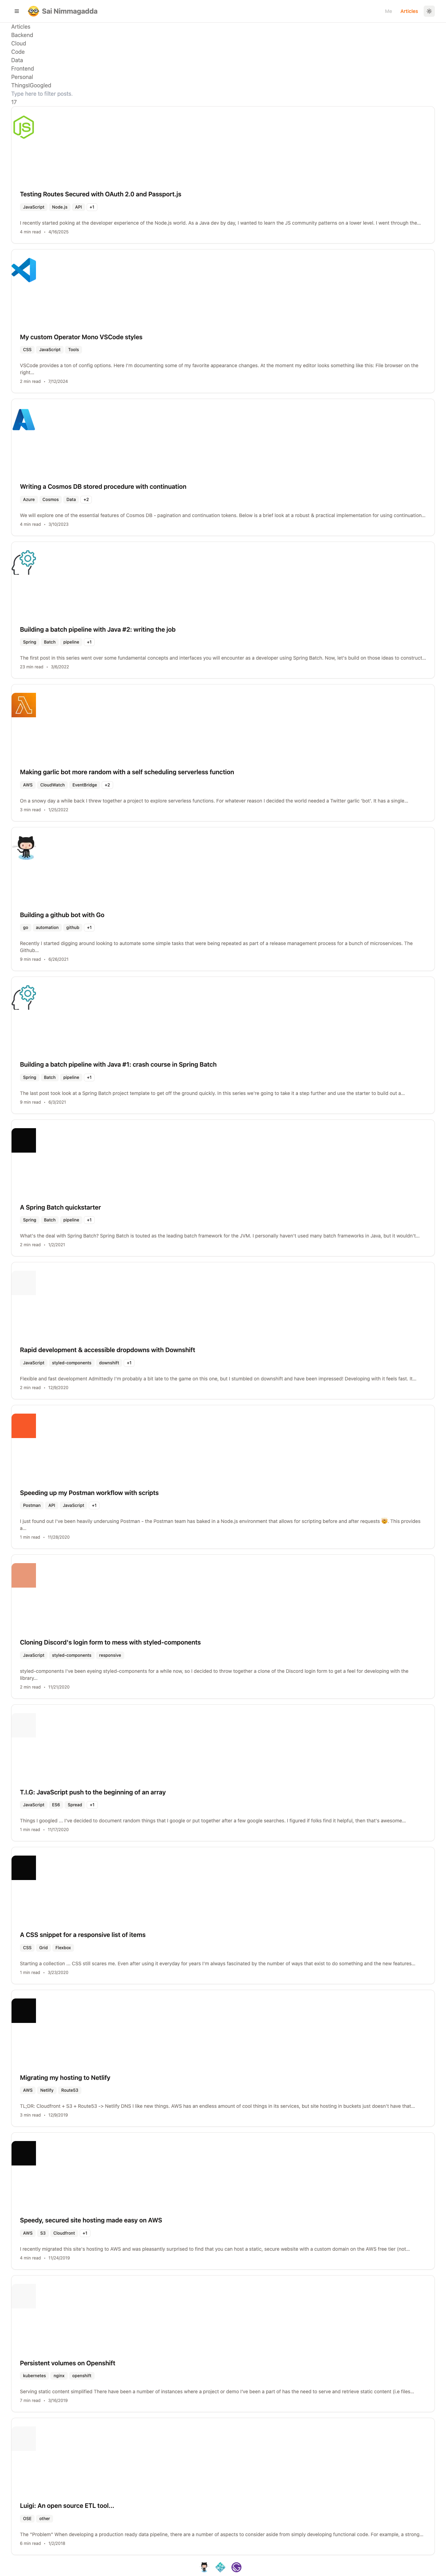 Sai Nimmagadda
Me
Articles
Articles
Backend
Cloud
Code
Data
Frontend
Personal
ThingsIGoogled
Type here to filter posts.
17
Testing Routes Secured with OAuth 2.0 and Passport.js
JavaScript Node.js API +1
I recently started poking at the developer experience of the Node.js world. As a Java dev by day, I wanted to learn the JS community patterns on a lower level. I went through the...
4 min read • 4/16/2025
My custom Operator Mono VSCode styles
CSS JavaScript Tools
VSCode provides a ton of config options. Here I'm documenting some of my favorite appearance changes. At the moment my editor looks something like this: File browser on the
right...
2 min read • 7/13/2024
Writing a Cosmos DB stored procedure with continuation
Azure Cosmos Data +2
We will explore one of the essential features of Cosmos DB - pagination and continuation tokens. Below is a brief look at a robust & practical implementation for using continuation...
4 min read • 3/10/2023
Building a batch pipeline with Java #2: writing the job
Spring Batch pipeline +1
The first post in this series went over some fundamental concepts and interfaces you will encounter as a developer using Spring Batch. Now, let's build on those ideas to construct...
23 min read • 3/6/2022
Making garlic bot more random with a self scheduling serverless function
AWS CloudWatch EventBridge +2
On a snowy day a while back I threw together a project to explore serverless functions. For whatever reason I decided the world needed a Twitter garlic 'bot'. It has a single...
3 min read • 1/25/2022
Building a github bot with Go
go automation github +1
Recently I started digging around looking to automate some simple tasks that were being repeated as part of a release management process for a bunch of microservices. The
Github...
9 min read • 6/26/2021
Building a batch pipeline with Java #1: crash course in Spring Batch
Spring Batch pipeline +1
The last post took look at a Spring Batch project template to get off the ground quickly. In this series we're going to take it a step further and use the starter to build out a...
9 min read • 6/3/2021
A Spring Batch quickstarter
Spring Batch pipeline +1
What's the deal with Spring Batch? Spring Batch is touted as the leading batch framework for the JVM. I personally haven't used many batch frameworks in Java, but it wouldn't...
2 min read • 1/2/2021
Rapid development & accessible dropdowns with Downshift
JavaScript styled-components downshift +1
Flexible and fast development Admittedly I'm probably a bit late to the game on this one, but I stumbled on downshift and have been impressed! Developing with it feels fast. It...
2 min read • 12/8/2020
Speeding up my Postman workflow with scripts
Postman API JavaScript +1
I just found out I've been heavily underusing Postman - the Postman team has baked in a Node.js environment that allows for scripting before and after requests 🤯. This provides
a...
1 min read • 11/28/2020
Cloning Discord's login form to mess with styled-components
JavaScript styled-components responsive
styled-components I've been eyeing styled-components for a while now, so I decided to throw together a clone of the Discord login form to get a feel for developing with the
library...
2 min read • 11/21/2020
T.I.G: JavaScript push to the beginning of an array
JavaScript ES6 Spread +1
Things I googled ... I've decided to document random things that I google or put together after a few google searches. I figured if folks find it helpful, then that's awesome...
1 min read • 11/17/2020
A CSS snippet for a responsive list of items
CSS Grid Flexbox
Starting a collection ... CSS still scares me. Even after using it everyday for years I'm always fascinated by the number of ways that exist to do something and the new features...
1 min read • 3/23/2020
Migrating my hosting to Netlify
AWS Netlify Route53
TL;DR: Cloudfront + S3 + Route53 -> Netlify DNS I like new things. AWS has an endless amount of cool things in its services, but site hosting in buckets just doesn't have that...
3 min read • 12/8/2019
Speedy, secured site hosting made easy on AWS
AWS S3 Cloudfront +1
I recently migrated this site's hosting to AWS and was pleasantly surprised to find that you can host a static, secure website with a custom domain on the AWS free tier (not...
4 min read • 11/24/2018
Persistent volumes on Openshift
kubernetes nginx openshift
Serving static content simplified There have been a number of instances where a project or demo I've been a part of has the need to serve and retrieve static content (i.e files...
7 min read • 3/16/2018
Luigi: An open source ETL tool...
OSE other
The "Problem" When developing a production ready data pipeline, there are a number of aspects to consider aside from simply developing functional code. For example, a strong...
6 min read • 1/2/2018